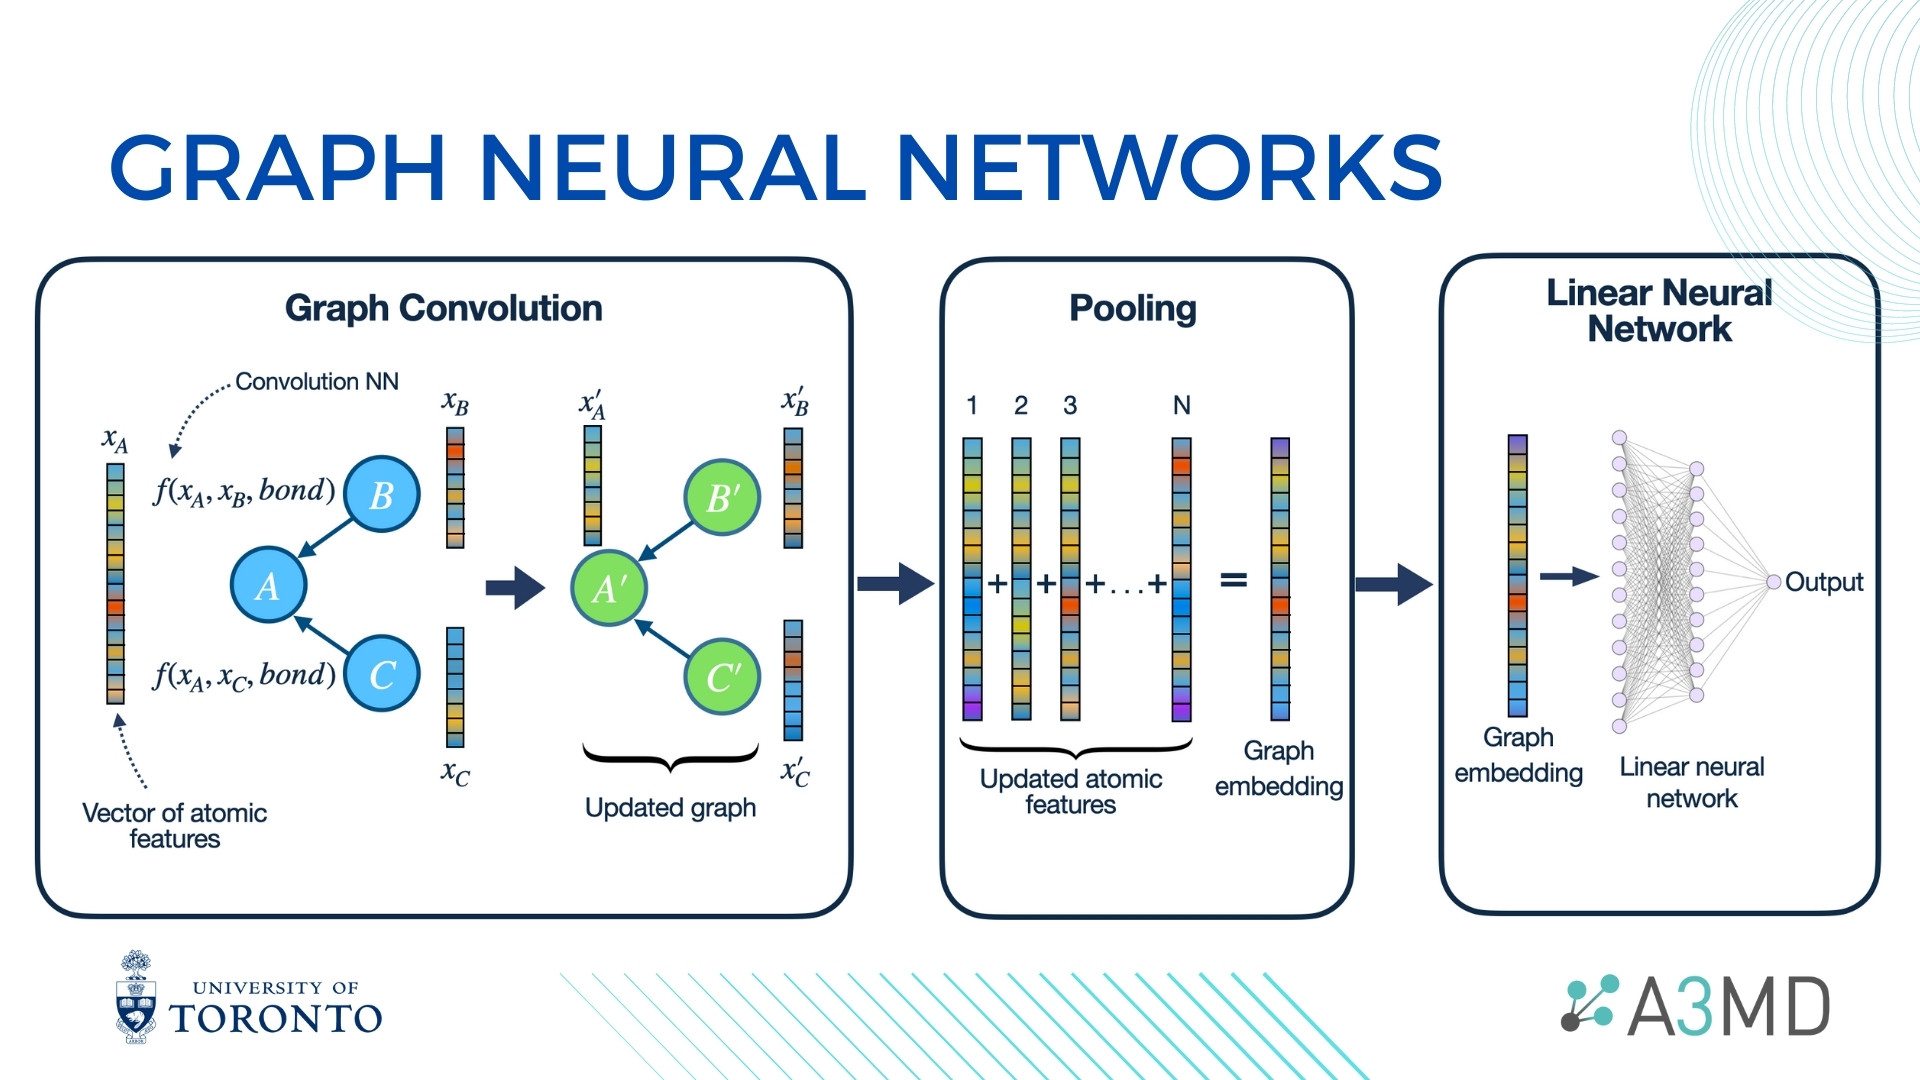 GRAPH NEURAL NETWORKS
Graph Convolution
Convolution NN
x_A
f(x_A, x_B, bond)
B
x_B
A
f(x_A, x_C, bond)
C
x_C
Vector of atomic
features
x'_A
x'_B
B'
A'
C'
x'_C
Updated graph
Pooling
1 2 3 N
+ + +...+ =
Updated atomic
features
Graph
embedding
Linear Neural
Network
Output
Graph
embedding
Linear neural
network
UNIVERSITY OF
TORONTO
A3MD